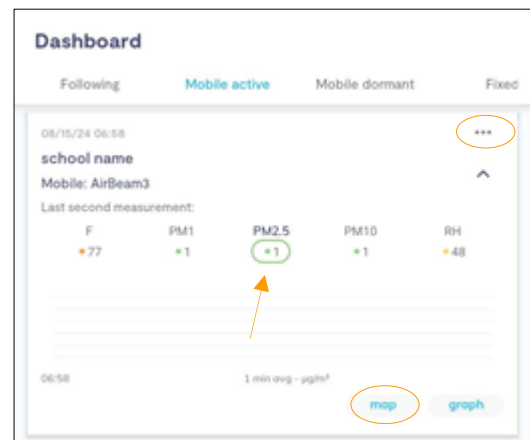 Dashboard
Following Mobile active Mobile dormant Fixed
08/15/24 06:58 •••
school name
Mobile: AirBeam3
Last second measurement:
F PM1 PM2.5 PM10 RH
77 1 1 1 48
06:58 1 min avg - µg/m³
map graph